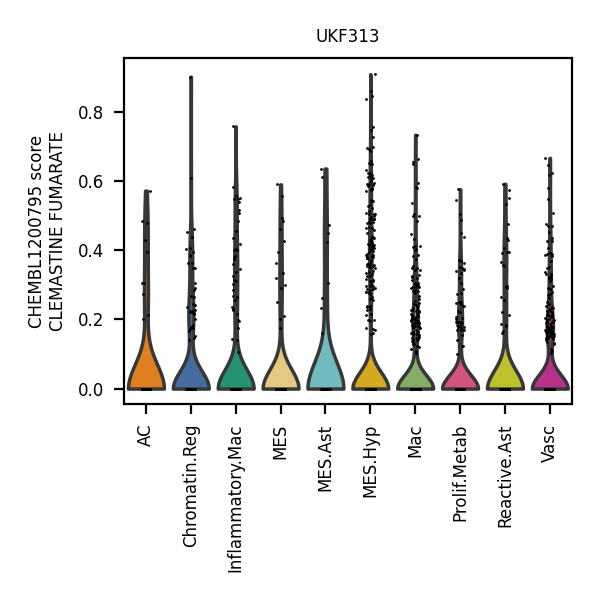 UKF313
CHEMBL1200795 score
CLEMASTINE FUMARATE
0.8
0.6
0.4
0.2
0.0
AC
Chromatin.Reg
Inflammatory.Mac
MES
MES.Ast
MES.Hyp
Mac
Prolif.Metab
Reactive.Ast
Vasc